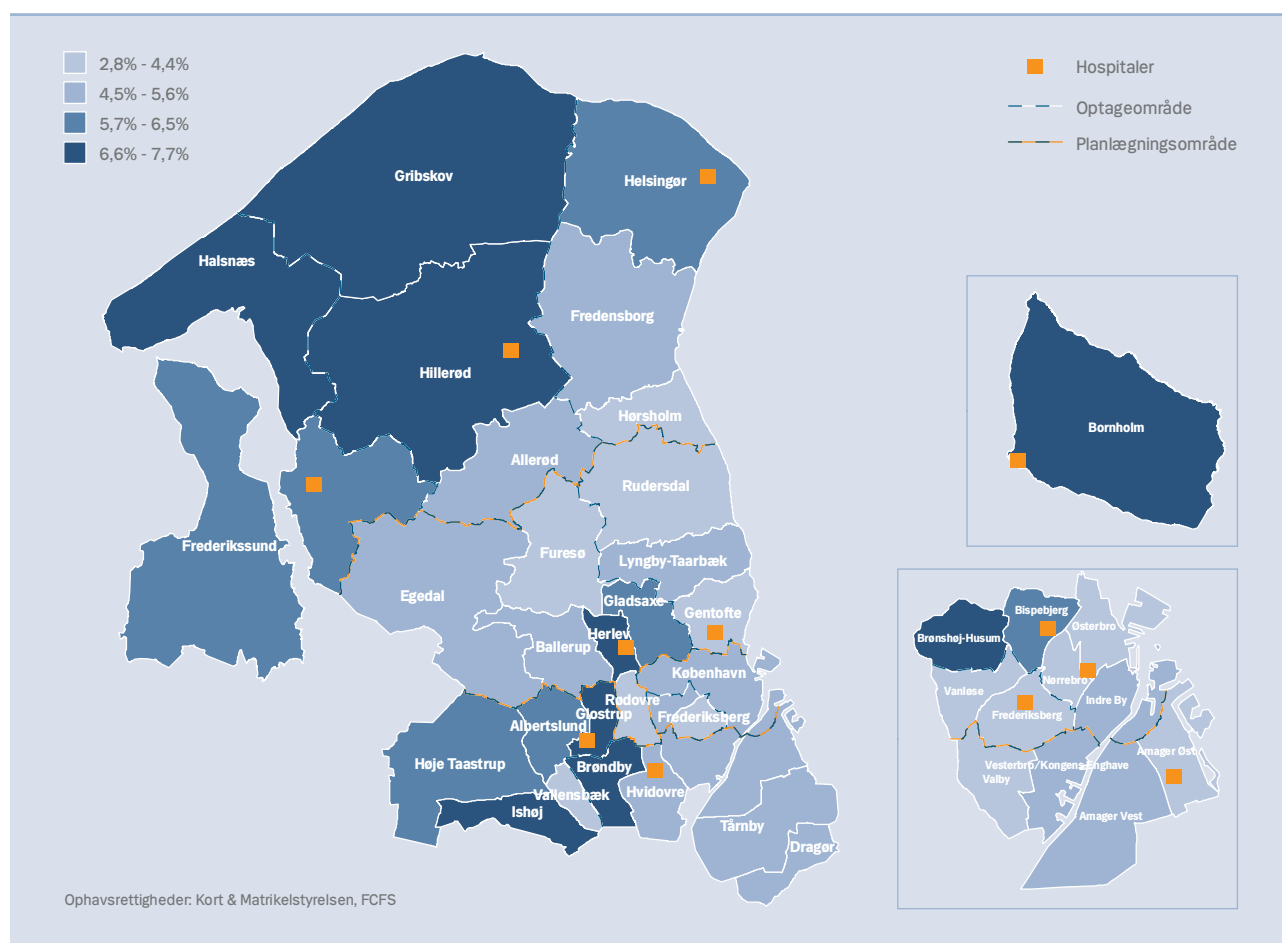 2,8% - 4,4%
4,5% - 5,6%
5,7% - 6,5%
6,6% - 7,7%
Hospitaler
Optageområde
Planlægningsområde
Gribskov
Helsingør
Halsnæs
Fredensborg
Hillerød
Hørsholm
Allerød
Rudersdal
Frederikssund
Furesø
Lyngby-Taarbæk
Egedal
Gladsaxe
Gentofte
Herlev
Ballerup
København
Rødovre
Glostrup
Frederiksberg
Albertslund
Høje Taastrup
Brøndby
Vallensbæk
Hvidovre
Ishøj
Tårnby
Dragør
Bornholm
Bispebjerg
Østerbro
Brønshøj-Husum
Nørrebro
Vanløse
Indre By
Frederiksberg
Amager Øst
Vesterbro/Kongens Enghave
Valby
Amager Vest
Ophavsrettigheder: Kort & Matrikelstyrelsen, FCFS